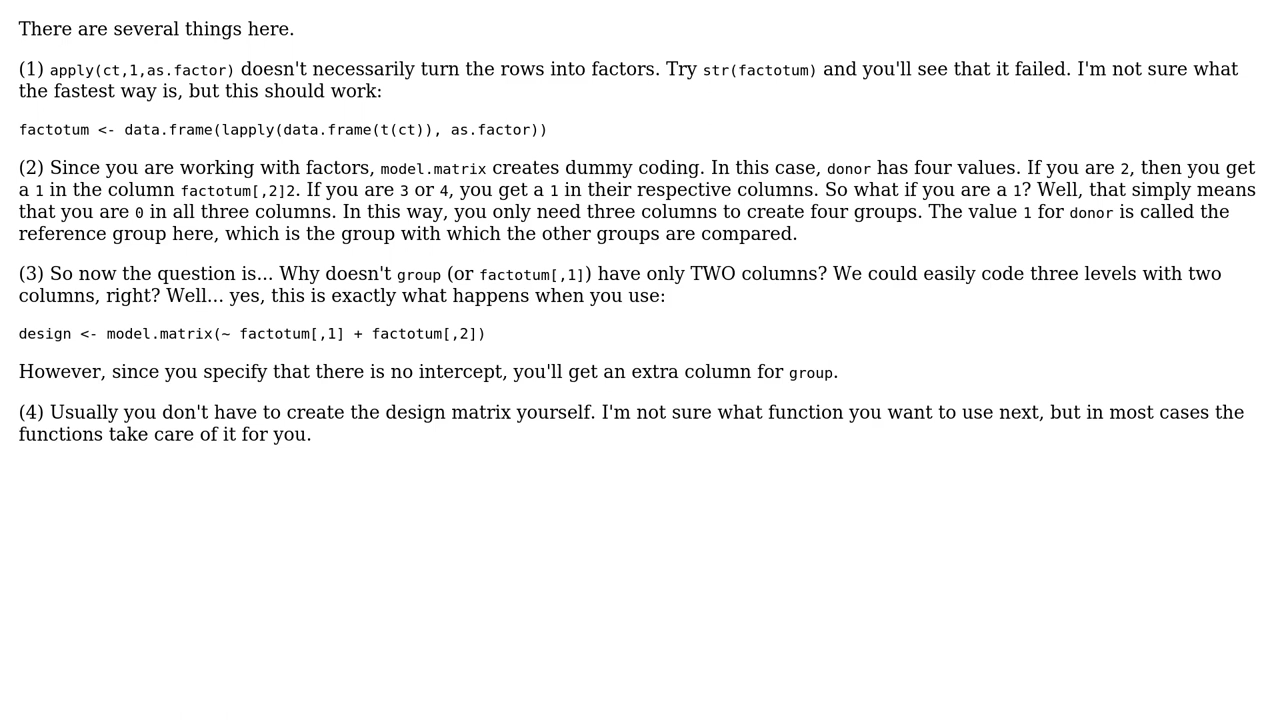 There are several things here.
(1) apply(ct,1,as.factor) doesn't necessarily turn the rows into factors. Try str(factotum) and you'll see that it failed. I'm not sure what
the fastest way is, but this should work:
factotum <- data.frame(lapply(data.frame(t(ct)), as.factor))
(2) Since you are working with factors, model.matrix creates dummy coding. In this case, donor has four values. If you are 2, then you get
a 1 in the column factotum[,2]2. If you are 3 or 4, you get a 1 in their respective columns. So what if you are a 1? Well, that simply means
that you are 0 in all three columns. In this way, you only need three columns to create four groups. The value 1 for donor is called the
reference group here, which is the group with which the other groups are compared.
(3) So now the question is... Why doesn't group (or factotum[,1]) have only TWO columns? We could easily code three levels with two
columns, right? Well... yes, this is exactly what happens when you use:
design <- model.matrix(~ factotum[,1] + factotum[,2])
However, since you specify that there is no intercept, you'll get an extra column for group.
(4) Usually you don't have to create the design matrix yourself. I'm not sure what function you want to use next, but in most cases the
functions take care of it for you.